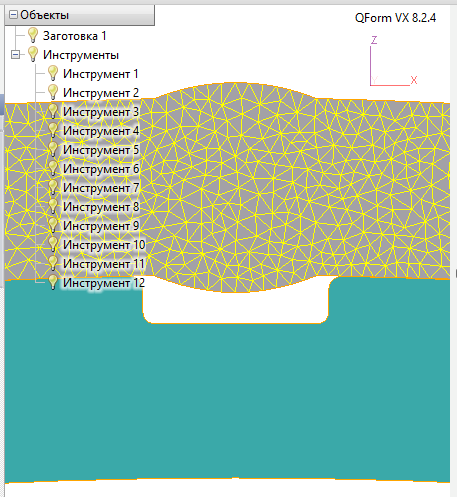 Объекты
QForm VX 8.2.4
Заготовка 1
Инструменты
Z
X
Инструмент 1
Инструмент 2
Инструмент 3
Инструмент 4
Инструмент 5
Инструмент 6
Инструмент 7
Инструмент 8
Инструмент 9
Инструмент 10
Инструмент 11
Инструмент 12